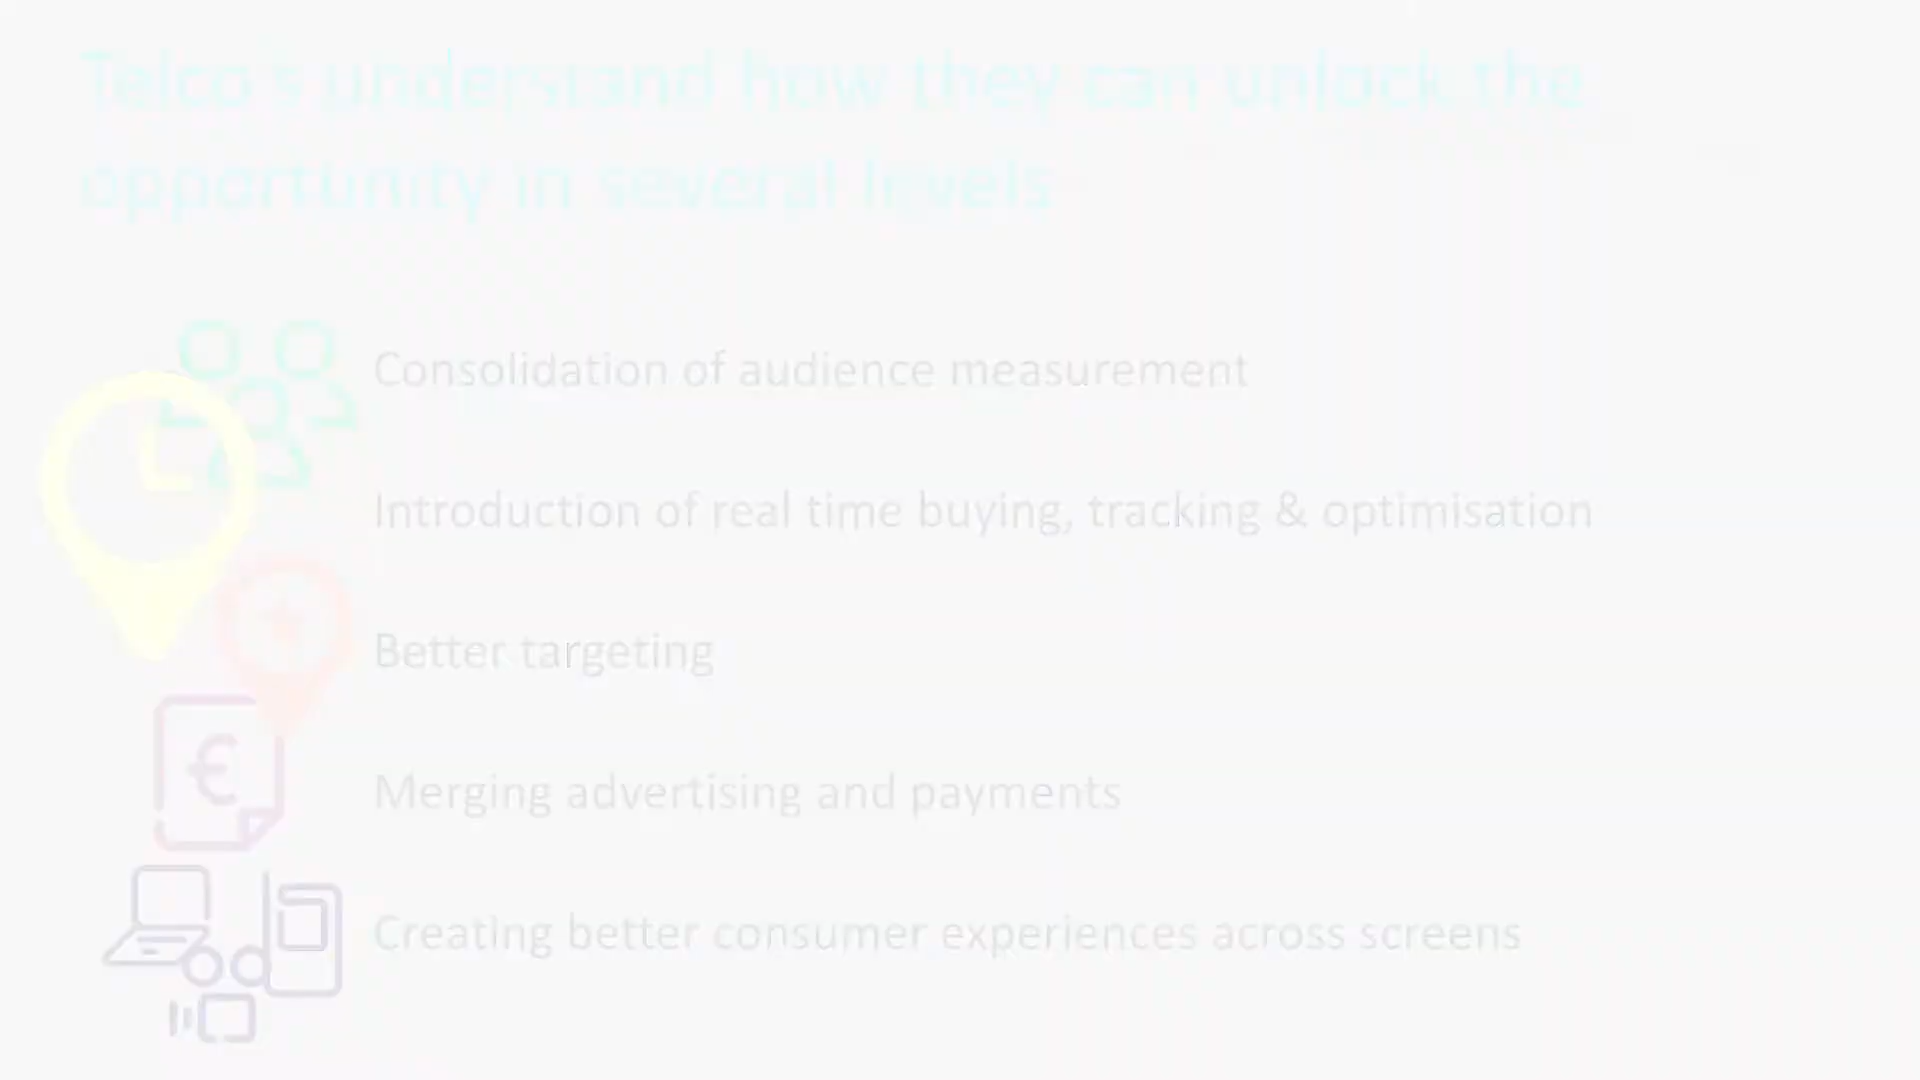 Telco's understand how they can unlock the
opportunity in several levels
Consolidation of audience measurement
Introduction of real time buying, tracking & optimisation
Better targeting
€
Merging advertising and payments
Creating better consumer experiences across screens